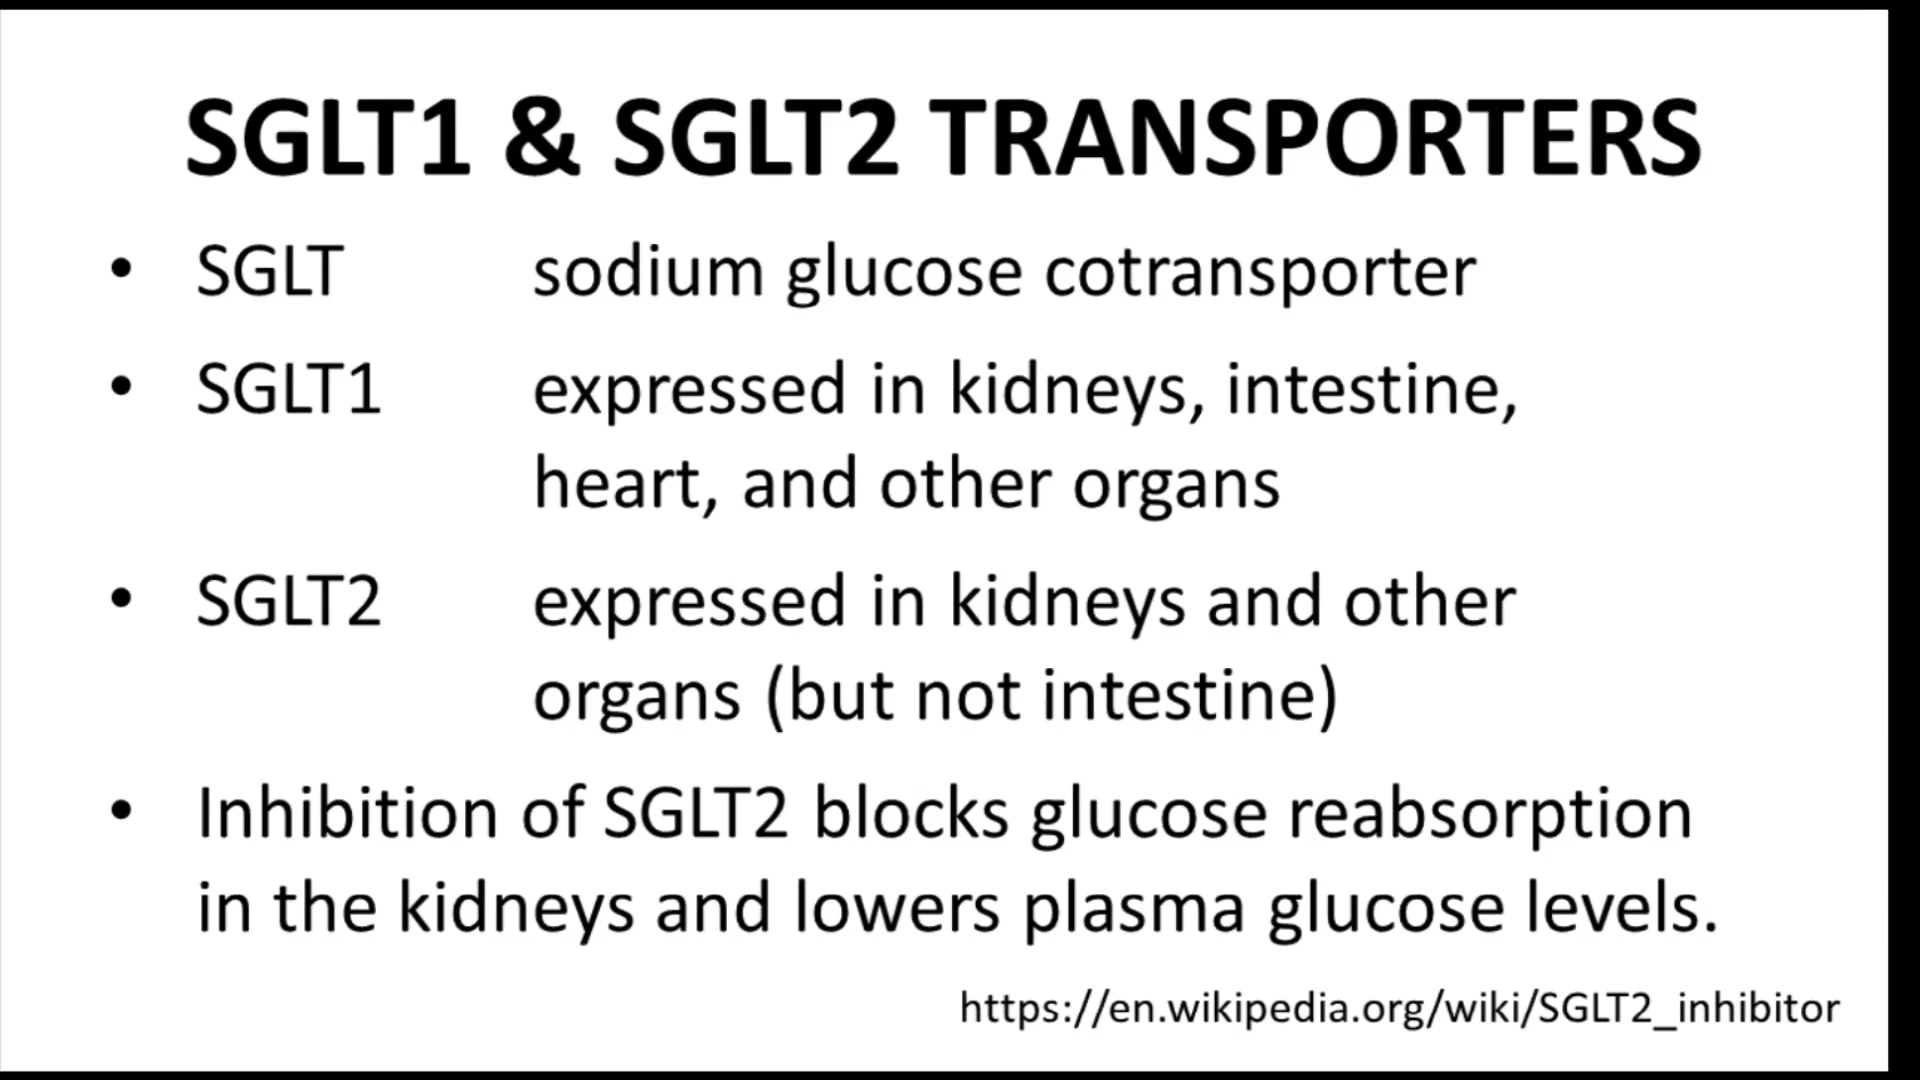 SGLT1 & SGLT2 TRANSPORTERS
• SGLT sodium glucose cotransporter
• SGLT1 expressed in kidneys, intestine,
heart, and other organs
• SGLT2 expressed in kidneys and other
organs (but not intestine)
• Inhibition of SGLT2 blocks glucose reabsorption
in the kidneys and lowers plasma glucose levels.
https://en.wikipedia.org/wiki/SGLT2_inhibitor